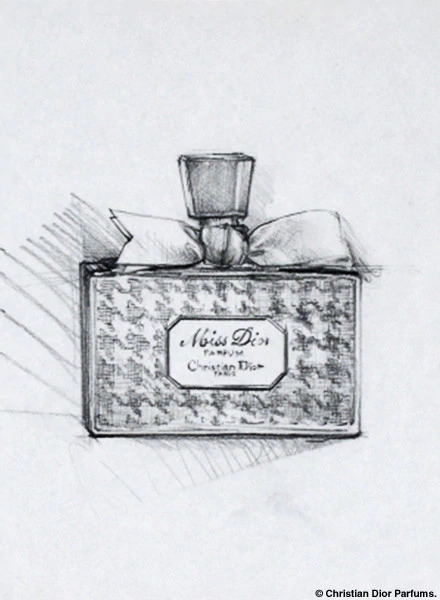 Miss Dior
PARFUM
Christian Dior
PARIS
© Christian Dior Parfums.